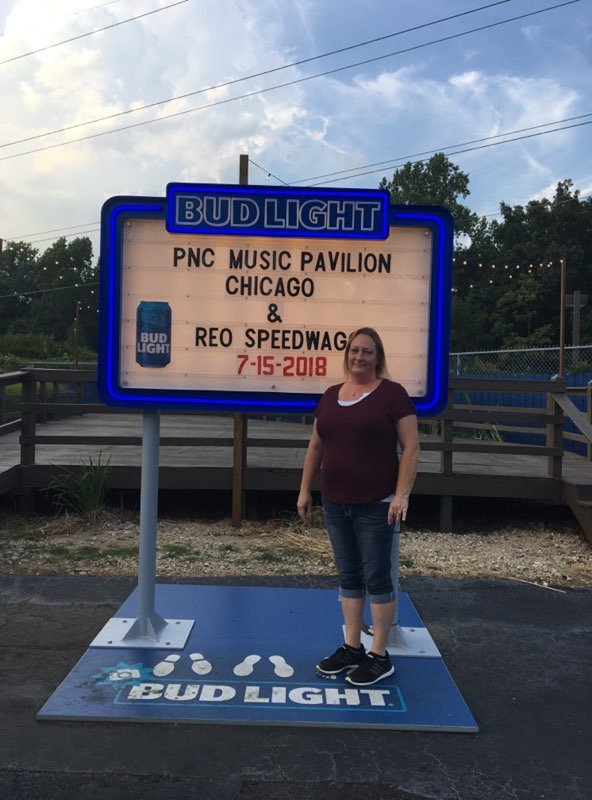 BUD LIGHT
PNC MUSIC PAVILION
CHICAGO
&
REO SPEEDWAG
7-15-2018
BUD
LIGHT
BUD LIGHT